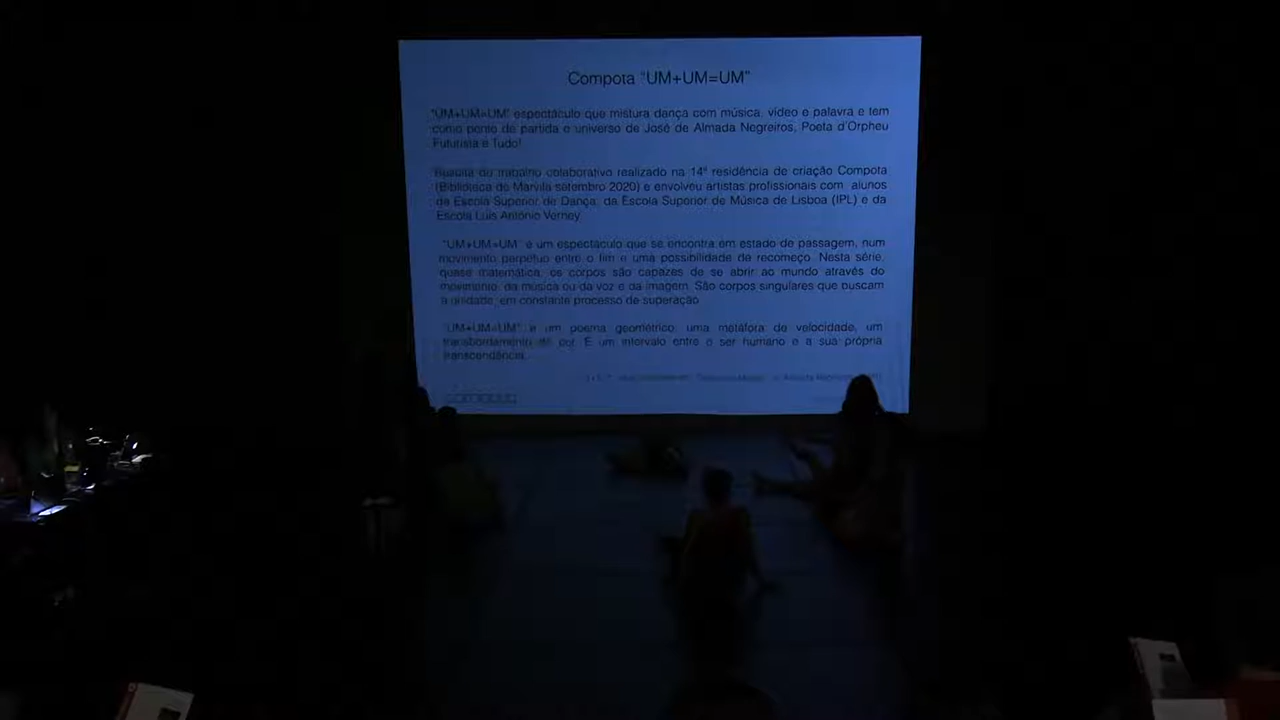 Compota "UM+UM=UM"
"UM+UM=UM" espectáculo que mistura dança com música, vídeo e palavra e tem
como ponto de partida o universo de José de Almada Negreiros, Poeta d'Orpheu
Futurista e Tudo!
Resulta do trabalho colaborativo realizado na 14ª residência de criação Compota
(Biblioteca de Marvila setembro 2020) e envolveu artistas profissionais com alunos
da Escola Superior de Dança, da Escola Superior de Música de Lisboa (IPL) e da
Escola Luís António Verney.
"UM+UM=UM" é um espectáculo que se encontra em estado de passagem, num
movimento perpétuo entre o fim e uma possibilidade de recomeço. Nesta série,
quase matemática, os corpos são capazes de se abrir ao mundo através do
movimento, da música ou da voz e da imagem. São corpos singulares que buscam
a unidade, em constante processo de superação.
"UM+UM=UM" é um poema geométrico, uma metáfora de velocidade, um
transbordamento de cor. É um intervalo entre o ser humano e a sua própria
transcendência.
compota